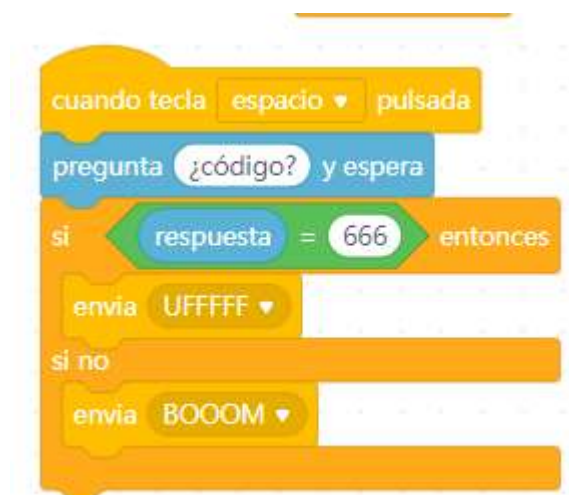 cuando tecla espacio pulsada
pregunta ¿código? y espera
si respuesta = 666 entonces
envia UFFFFF
si no
envia BOOOM